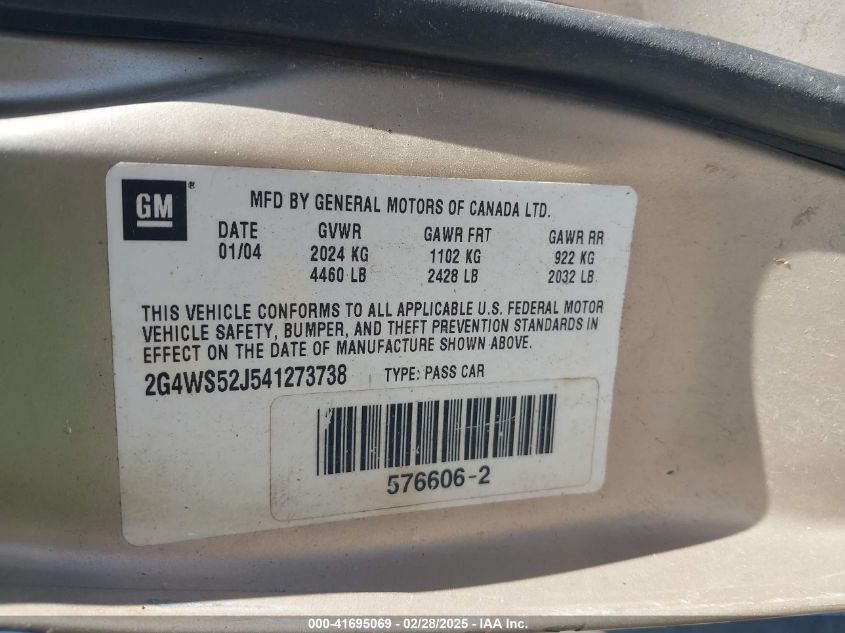 GM ®
MFD BY GENERAL MOTORS OF CANADA LTD.
DATE GVWR GAWR FRT GAWR RR
01/04 2024 KG 1102 KG 922 KG
4460 LB 2428 LB 2032 LB
THIS VEHICLE CONFORMS TO ALL APPLICABLE U.S. FEDERAL MOTOR
VEHICLE SAFETY, BUMPER, AND THEFT PREVENTION STANDARDS IN
EFFECT ON THE DATE OF MANUFACTURE SHOWN ABOVE.
2G4WS52J541273738 TYPE: PASS CAR
576606-2
000-41695069 — 02/28/2025 - IAA Inc.